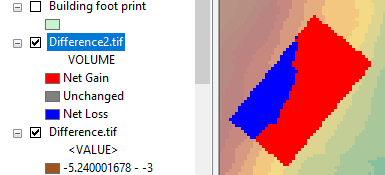 Building foot print
Difference2.tif
VOLUME
Net Gain
Unchanged
Net Loss
Difference.tif
<VALUE>
-5.240001678 - -3